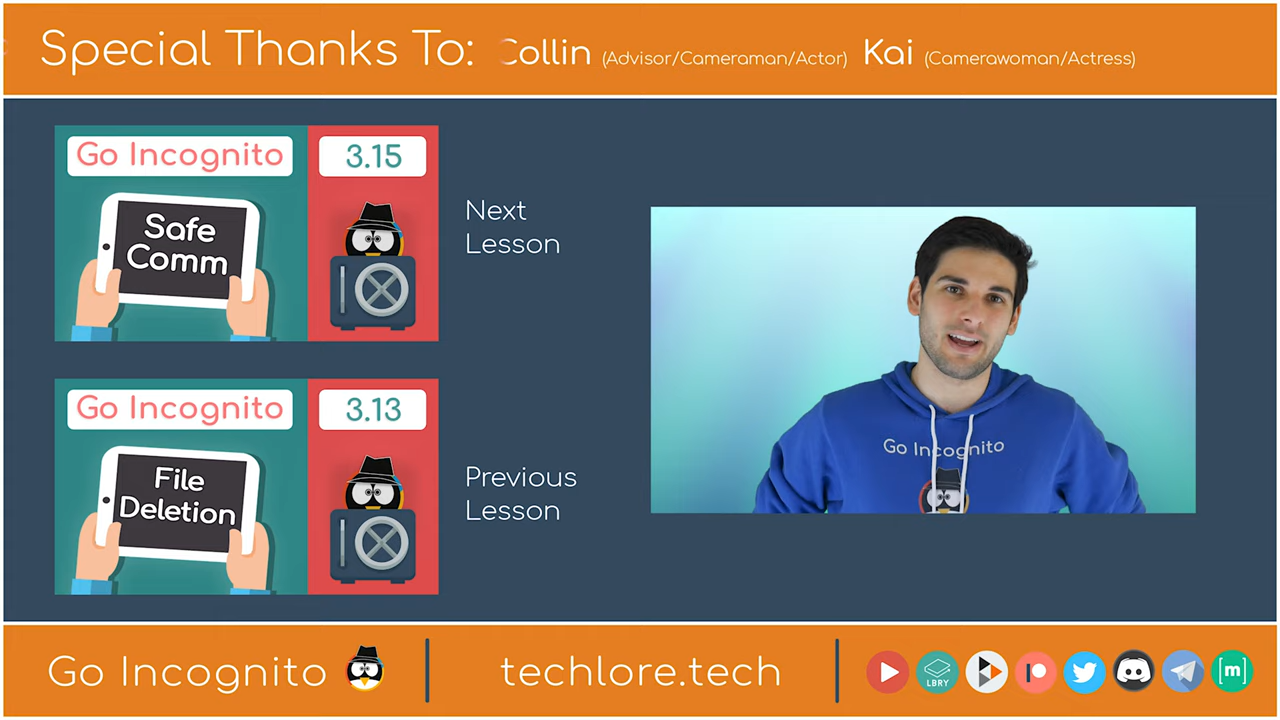 Special Thanks To: Collin (Advisor/Cameraman/Actor) Kai (Camerawoman/Actress)
Go Incognito 3.15
Safe
Comm
Next
Lesson
Go Incognito 3.13
File
Deletion
Previous
Lesson
Go Incognito
Go Incognito techlore.tech
LBRY
[m]